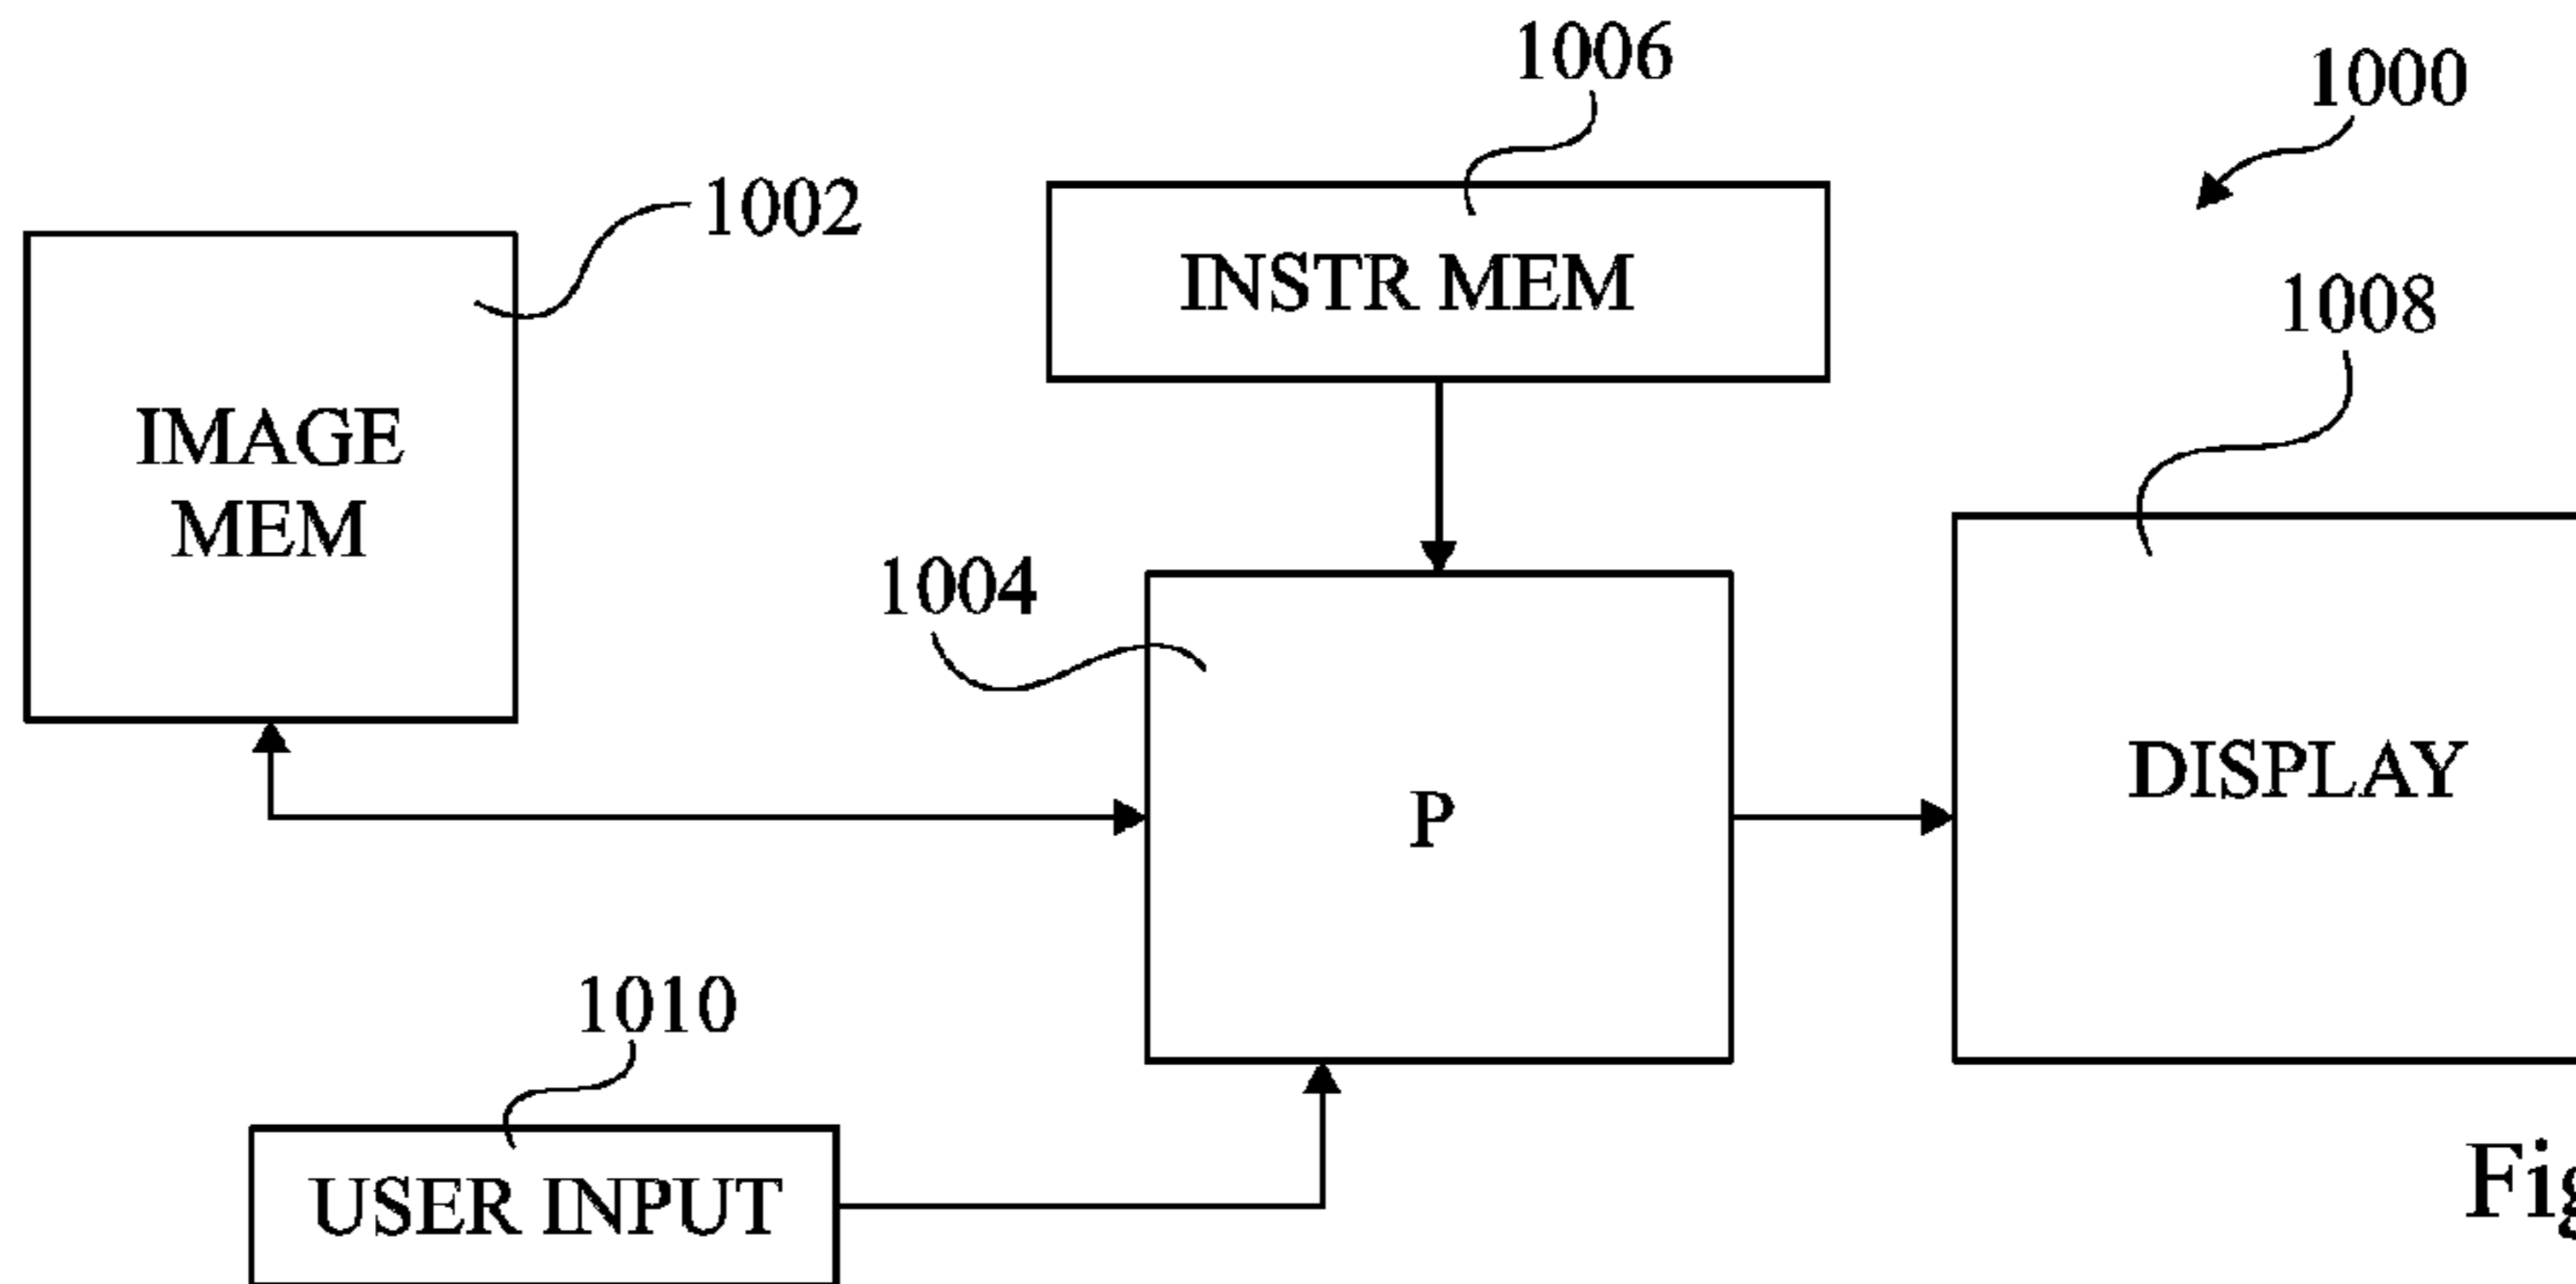 1006
1000
1002
INSTR MEM
1008
IMAGE
MEM
1004
DISPLAY
P
1010
USER INPUT